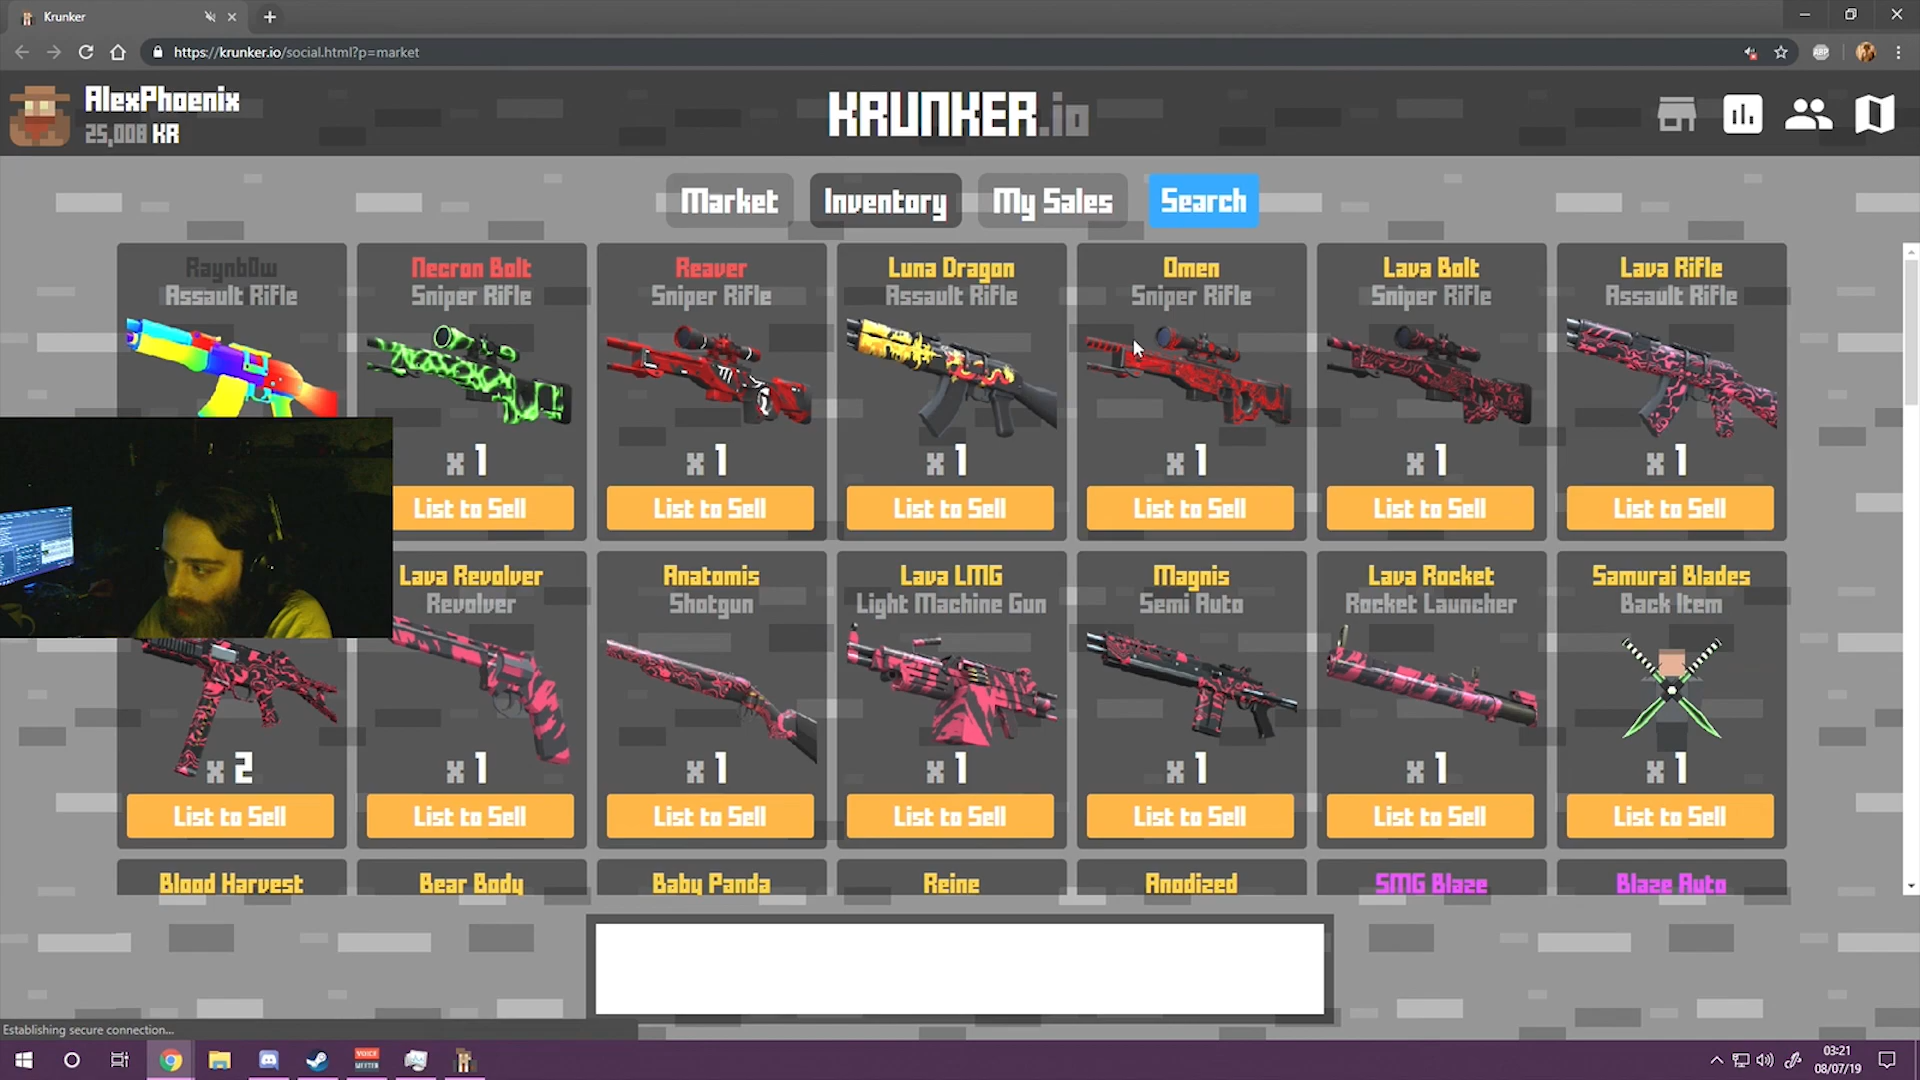 Krunker
https://krunker.io/social.html?p=market
ABP
AlexPhoenix
25,008 KR
KRUNKER.io
Market
Inventory
My Sales
Search
Raynb0w
Assault Rifle
Necron Bolt
Sniper Rifle
x 1
List to Sell
Reaver
Sniper Rifle
x 1
List to Sell
Luna Dragon
Assault Rifle
x 1
List to Sell
Omen
Sniper Rifle
x 1
List to Sell
Lava Bolt
Sniper Rifle
x 1
List to Sell
Lava Rifle
Assault Rifle
x 1
List to Sell
x 2
List to Sell
Lava Revolver
Revolver
x 1
List to Sell
Anatomis
Shotgun
x 1
List to Sell
Lava LMG
Light Machine Gun
x 1
List to Sell
Magnis
Semi Auto
x 1
List to Sell
Lava Rocket
Rocket Launcher
x 1
List to Sell
Samurai Blades
Back Item
x 1
List to Sell
Blood Harvest
Bear Body
Baby Panda
Reine
Anodized
SMG Blaze
Blaze Auto
Establishing secure connection...
VOICE
MEETER
03:21
08/07/19